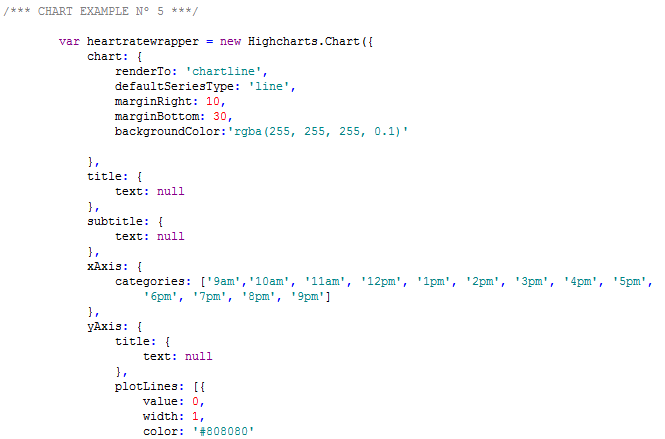 /*** CHART EXAMPLE Nº 5 ***/
var heartratewrapper = new Highcharts.Chart({
chart: {
renderTo: 'chartline',
defaultSeriesType: 'line',
marginRight: 10,
marginBottom: 30,
backgroundColor:'rgba(255, 255, 255, 0.1)'
},
title: {
text: null
},
subtitle: {
text: null
},
xAxis: {
categories: ['9am','10am', '11am', '12pm', '1pm', '2pm', '3pm', '4pm', '5pm',
'6pm', '7pm', '8pm', '9pm']
},
yAxis: {
title: {
text: null
},
plotLines: [{
value: 0,
width: 1,
color: '#808080'